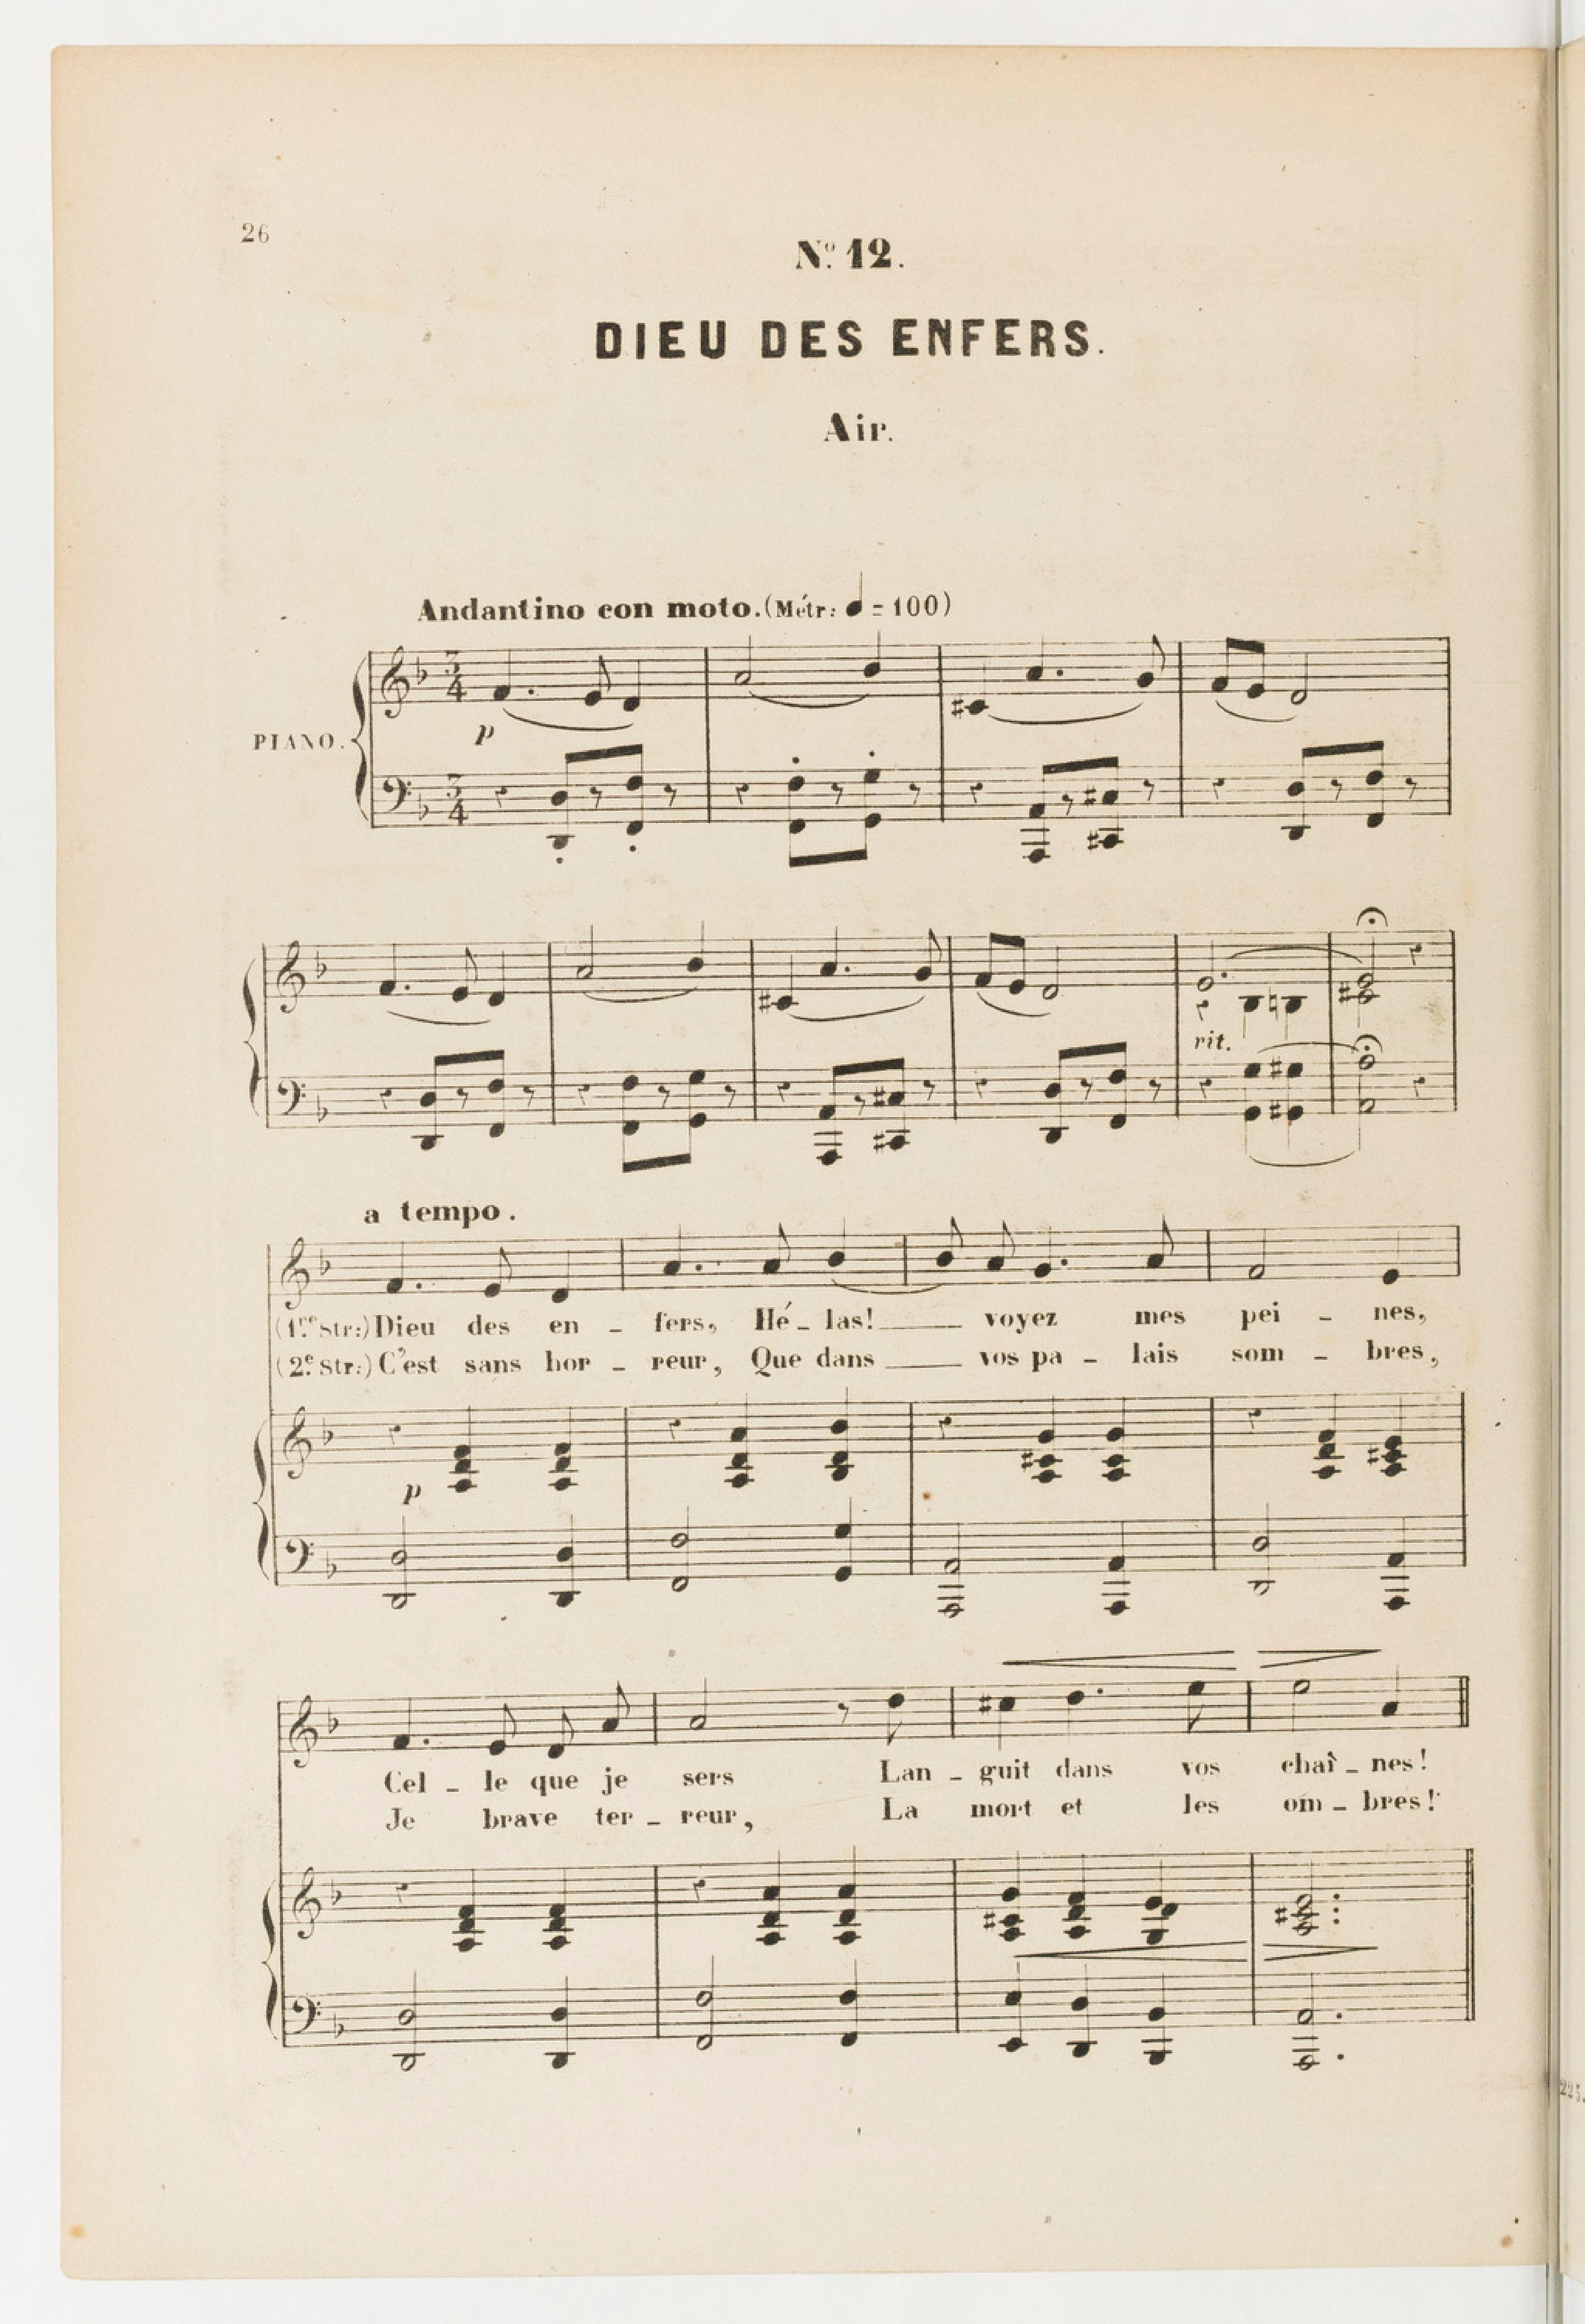 26
Nº 12.
DIEU DES ENFERS.
Air.
Andantino con moto. (Métr: ♩ = 100)
PIANO.
p
rit.
a tempo.
(1re Str:) Dieu des en - fers, Hé - las! voyez mes pei - nes,
(2e Str:) C'est sans hor - reur, Que dans vos pa - lais som - bres,
p
Cel - le que je sers Lan - guit dans vos chaî - nes!
Je brave ter - reur, La mort et les om - bres!